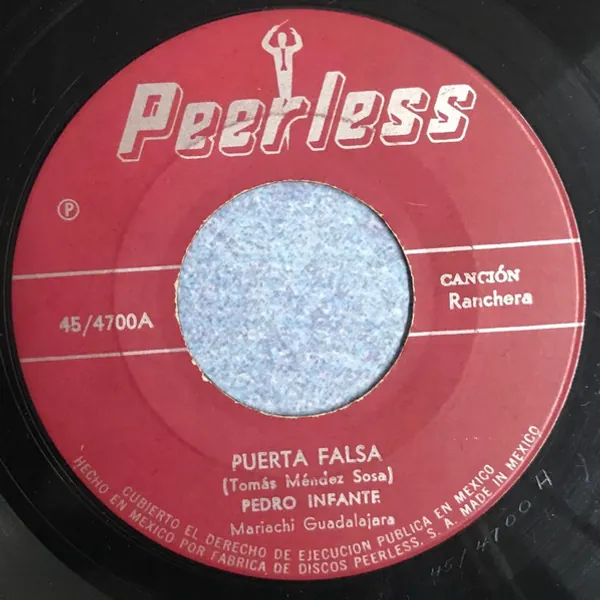 Peerless
℗
CANCIÓN
45/4700A
Ranchera
PUERTA FALSA
(Tomás Méndez Sosa)
PEDRO INFANTE
Mariachi Guadalajara
CUBIERTO EL DERECHO DE EJECUCION PUBLICA EN MEXICO
HECHO EN MEXICO POR FABRICA DE DISCOS PEERLESS, S. A. MADE IN MEXICO
45/4700 A